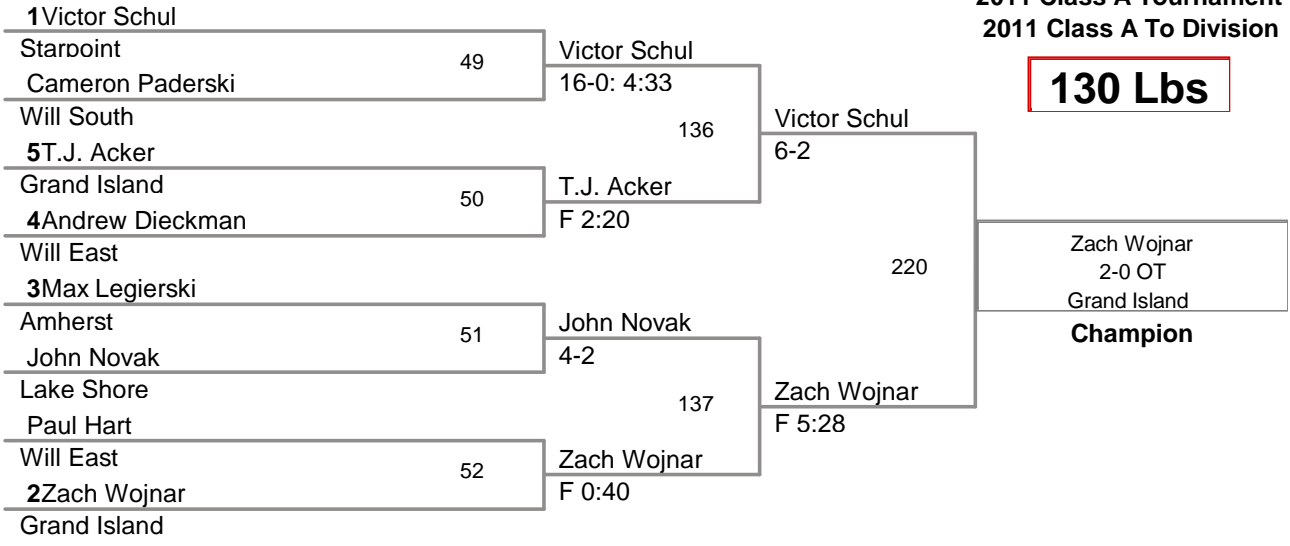 2011 Class A Tournament
2011 Class A To Division
130 Lbs
1Victor Schul
Starpoint
49
Cameron Paderski
Will South
5T.J. Acker
Grand Island
50
4Andrew Dieckman
Will East
3Max Legierski
Amherst
51
John Novak
Lake Shore
Paul Hart
Will East
52
2Zach Wojnar
Grand Island
Victor Schul
16-0: 4:33
136
T.J. Acker
F 2:20
John Novak
4-2
137
Zach Wojnar
F 0:40
Victor Schul
6-2
220
Zach Wojnar
F 5:28
Zach Wojnar
2-0 OT
Grand Island
Champion